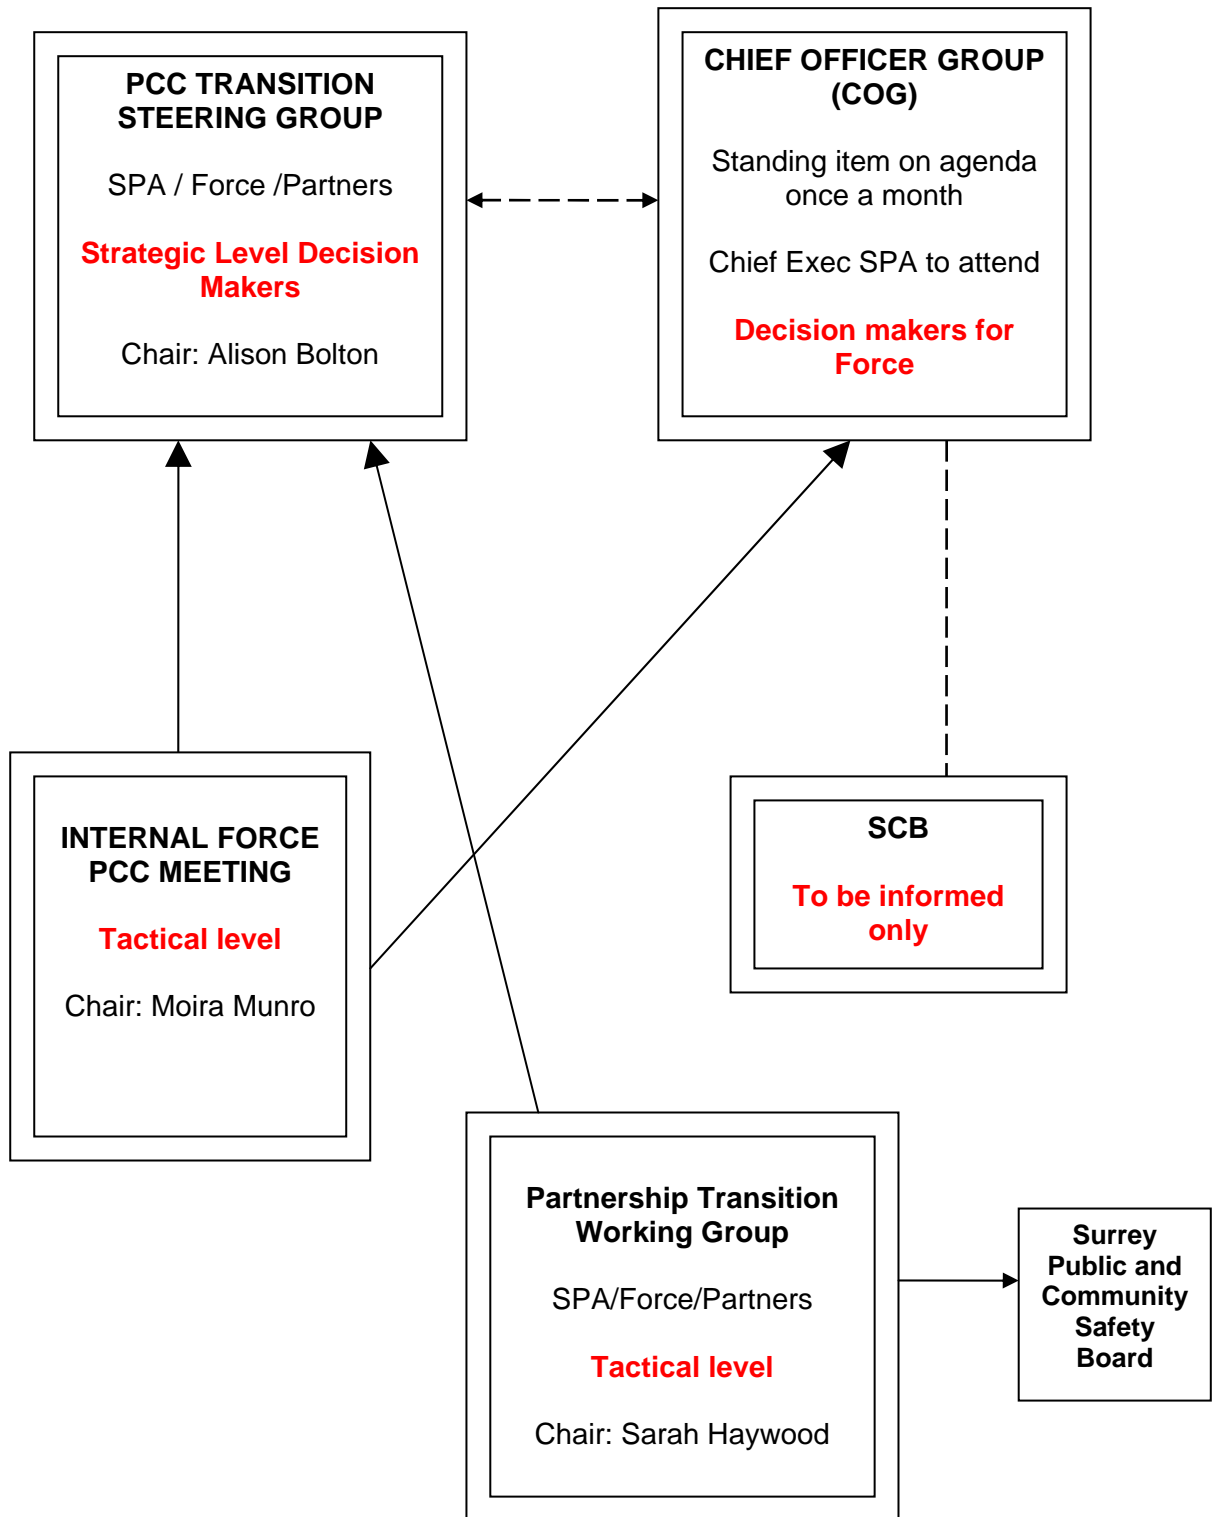 PCC TRANSITION
STEERING GROUP
SPA / Force /Partners
Strategic Level Decision
Makers
Chair: Alison Bolton
CHIEF OFFICER GROUP
(COG)
Standing item on agenda
once a month
Chief Exec SPA to attend
Decision makers for
Force
INTERNAL FORCE
PCC MEETING
Tactical level
Chair: Moira Munro
SCB
To be informed
only
Partnership Transition
Working Group
SPA/Force/Partners
Tactical level
Chair: Sarah Haywood
Surrey
Public and
Community
Safety
Board